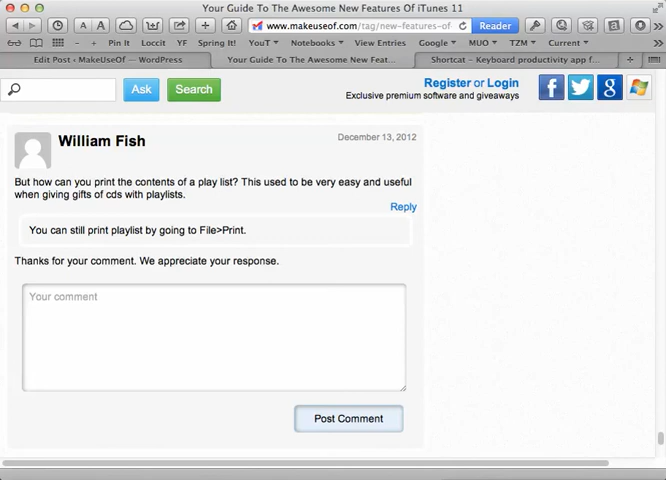 Your Guide To The Awesome New Features Of iTunes 11
www.makeuseof.com/tag/new-features-of- Reader
A A
Pin It Loccit YF Spring It! YouT Notebooks View Entries Google MUO TZM Current
Edit Post ‹ MakeUseOf — WordPress Your Guide To The Awesome New Feat... Shortcat – Keyboard productivity app f...
Ask Search Register or Login
Exclusive premium software and giveaways
William Fish December 13, 2012
But how can you print the contents of a play list? This used to be very easy and useful
when giving gifts of cds with playlists.
Reply
You can still print playlist by going to File>Print.
Thanks for your comment. We appreciate your response.
Your comment
Post Comment